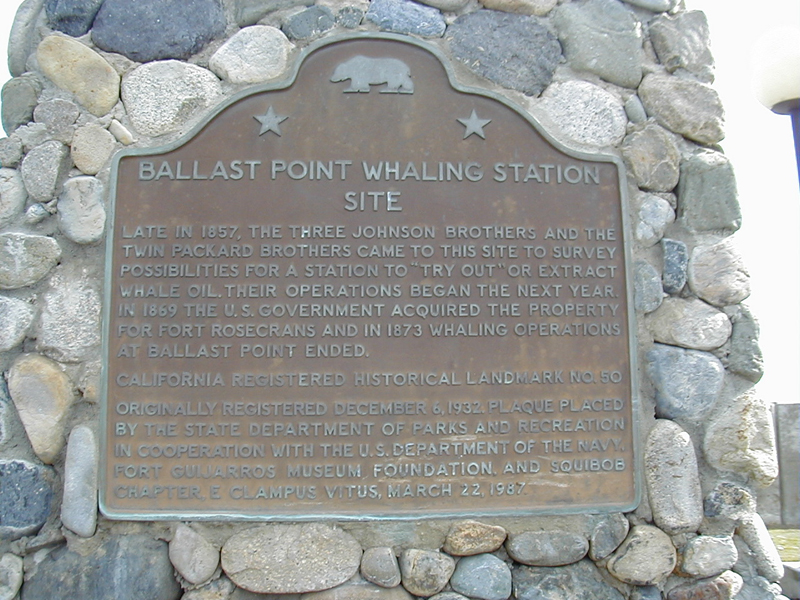 BALLAST POINT WHALING STATION
SITE
LATE IN 1857, THE THREE JOHNSON BROTHERS AND THE
TWIN PACKARD BROTHERS CAME TO THIS SITE TO SURVEY
POSSIBILITIES FOR A STATION TO "TRY OUT" OR EXTRACT
WHALE OIL. THEIR OPERATIONS BEGAN THE NEXT YEAR.
IN 1869 THE U.S. GOVERNMENT ACQUIRED THE PROPERTY
FOR FORT ROSECRANS AND IN 1873 WHALING OPERATIONS
AT BALLAST POINT ENDED.
CALIFORNIA REGISTERED HISTORICAL LANDMARK NO. 50
ORIGINALLY REGISTERED DECEMBER 6, 1932. PLAQUE PLACED
BY THE STATE DEPARTMENT OF PARKS AND RECREATION
IN COOPERATION WITH THE U.S. DEPARTMENT OF THE NAVY,
FORT GUIJARROS MUSEUM FOUNDATION, AND SQUIBOB
CHAPTER, E CLAMPUS VITUS, MARCH 22, 1987.